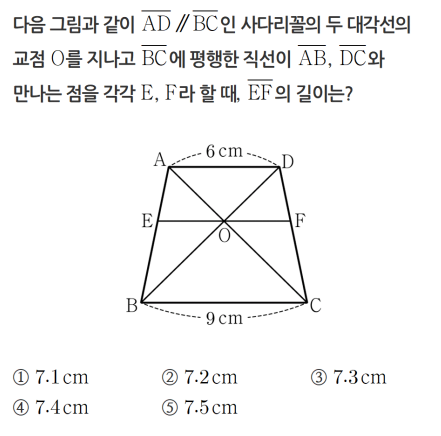 다음 그림과 같이 \overline{AD} ∥ \overline{BC}인 사다리꼴의 두 대각선의
교점 O를 지나고 \overline{BC}에 평행한 직선이 \overline{AB}, \overline{DC}와
만나는 점을 각각 E, F라 할 때, \overline{EF}의 길이는?
6 cm
A D
E F
O
B C
9 cm
① 7.1 cm ② 7.2 cm ③ 7.3 cm
④ 7.4 cm ⑤ 7.5 cm